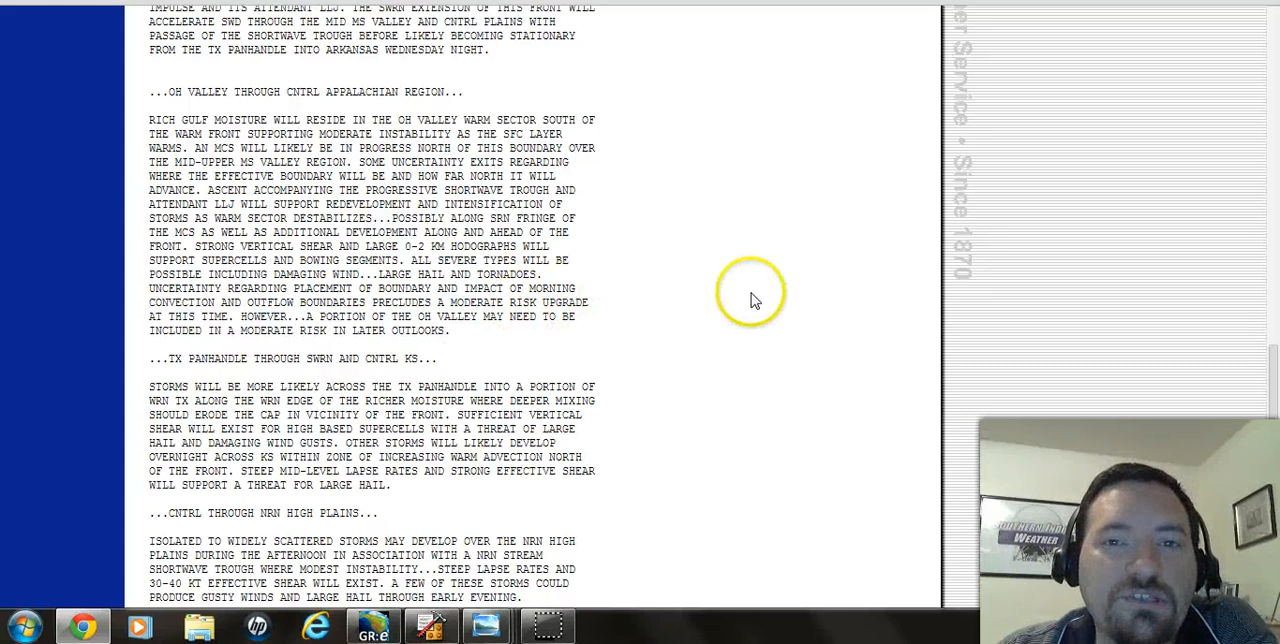 IMPULSE AND ITS ATTENDANT LLJ. THE SWRN EXTENSION OF THIS FRONT WILL
ACCELERATE SWD THROUGH THE MID MS VALLEY AND CNTRL PLAINS WITH
PASSAGE OF THE SHORTWAVE TROUGH BEFORE LIKELY BECOMING STATIONARY
FROM THE TX PANHANDLE INTO ARKANSAS WEDNESDAY NIGHT.
...OH VALLEY THROUGH CNTRL APPALACHIAN REGION...
RICH GULF MOISTURE WILL RESIDE IN THE OH VALLEY WARM SECTOR SOUTH OF
THE WARM FRONT SUPPORTING MODERATE INSTABILITY AS THE SFC LAYER
WARMS. AN MCS WILL LIKELY BE IN PROGRESS NORTH OF THIS BOUNDARY OVER
THE MID-UPPER MS VALLEY REGION. SOME UNCERTAINTY EXITS REGARDING
WHERE THE EFFECTIVE BOUNDARY WILL BE AND HOW FAR NORTH IT WILL
ADVANCE. ASCENT ACCOMPANYING THE PROGRESSIVE SHORTWAVE TROUGH AND
ATTENDANT LLJ WILL SUPPORT REDEVELOPMENT AND INTENSIFICATION OF
STORMS AS WARM SECTOR DESTABILIZES...POSSIBLY ALONG SRN FRINGE OF
THE MCS AS WELL AS ADDITIONAL DEVELOPMENT ALONG AND AHEAD OF THE
FRONT. STRONG VERTICAL SHEAR AND LARGE 0-2 KM HODOGRAPHS WILL
SUPPORT SUPERCELLS AND BOWING SEGMENTS. ALL SEVERE TYPES WILL BE
POSSIBLE INCLUDING DAMAGING WIND...LARGE HAIL AND TORNADOES.
UNCERTAINTY REGARDING PLACEMENT OF BOUNDARY AND IMPACT OF MORNING
CONVECTION AND OUTFLOW BOUNDARIES PRECLUDES A MODERATE RISK UPGRADE
AT THIS TIME. HOWEVER...A PORTION OF THE OH VALLEY MAY NEED TO BE
INCLUDED IN A MODERATE RISK IN LATER OUTLOOKS.
...TX PANHANDLE THROUGH SWRN AND CNTRL KS...
STORMS WILL BE MORE LIKELY ACROSS THE TX PANHANDLE INTO A PORTION OF
WRN TX ALONG THE WRN EDGE OF THE RICHER MOISTURE WHERE DEEPER MIXING
SHOULD ERODE THE CAP IN VICINITY OF THE FRONT. SUFFICIENT VERTICAL
SHEAR WILL EXIST FOR HIGH BASED SUPERCELLS WITH A THREAT OF LARGE
HAIL AND DAMAGING WIND GUSTS. OTHER STORMS WILL LIKELY DEVELOP
OVERNIGHT ACROSS KS WITHIN ZONE OF INCREASING WARM ADVECTION NORTH
OF THE FRONT. STEEP MID-LEVEL LAPSE RATES AND STRONG EFFECTIVE SHEAR
WILL SUPPORT A THREAT FOR LARGE HAIL.
...CNTRL THROUGH NRN HIGH PLAINS...
ISOLATED TO WIDELY SCATTERED STORMS MAY DEVELOP OVER THE NRN HIGH
PLAINS DURING THE AFTERNOON IN ASSOCIATION WITH A NRN STREAM
SHORTWAVE TROUGH WHERE MODEST INSTABILITY...STEEP LAPSE RATES AND
30-40 KT EFFECTIVE SHEAR WILL EXIST. A FEW OF THESE STORMS COULD
PRODUCE GUSTY WINDS AND LARGE HAIL THROUGH EARLY EVENING.
her Service • Since 1870
WEATHER
hp
GR:e